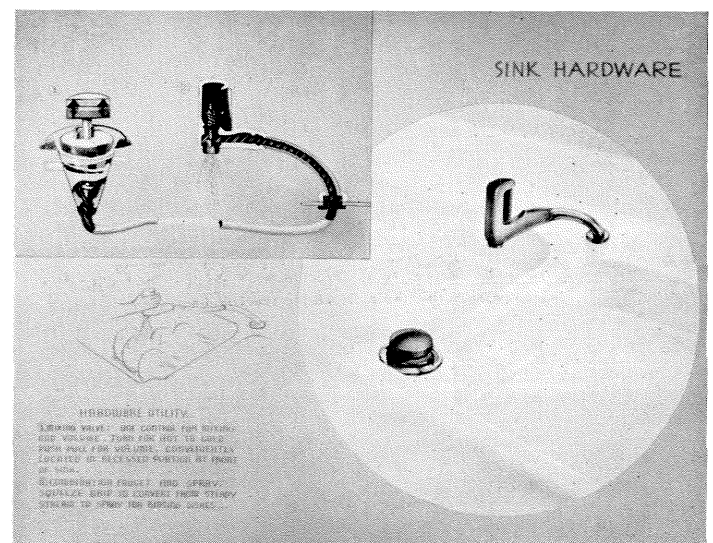 SINK HARDWARE
HARDWARE UTILITY
1. MIXING VALVE: ONE CONTROL FOR MIXING
AND VOLUME. TURN FOR HOT TO COLD
PUSH PULL FOR VOLUME. CONVENIENTLY
LOCATED IN RECESSED PORTION AT FRONT
OF SINK.
2. COMBINATION FAUCET AND SPRAY:
SQUEEZE GRIP TO CONVERT FROM STEADY
STREAM TO SPRAY FOR RINSING DISHES.